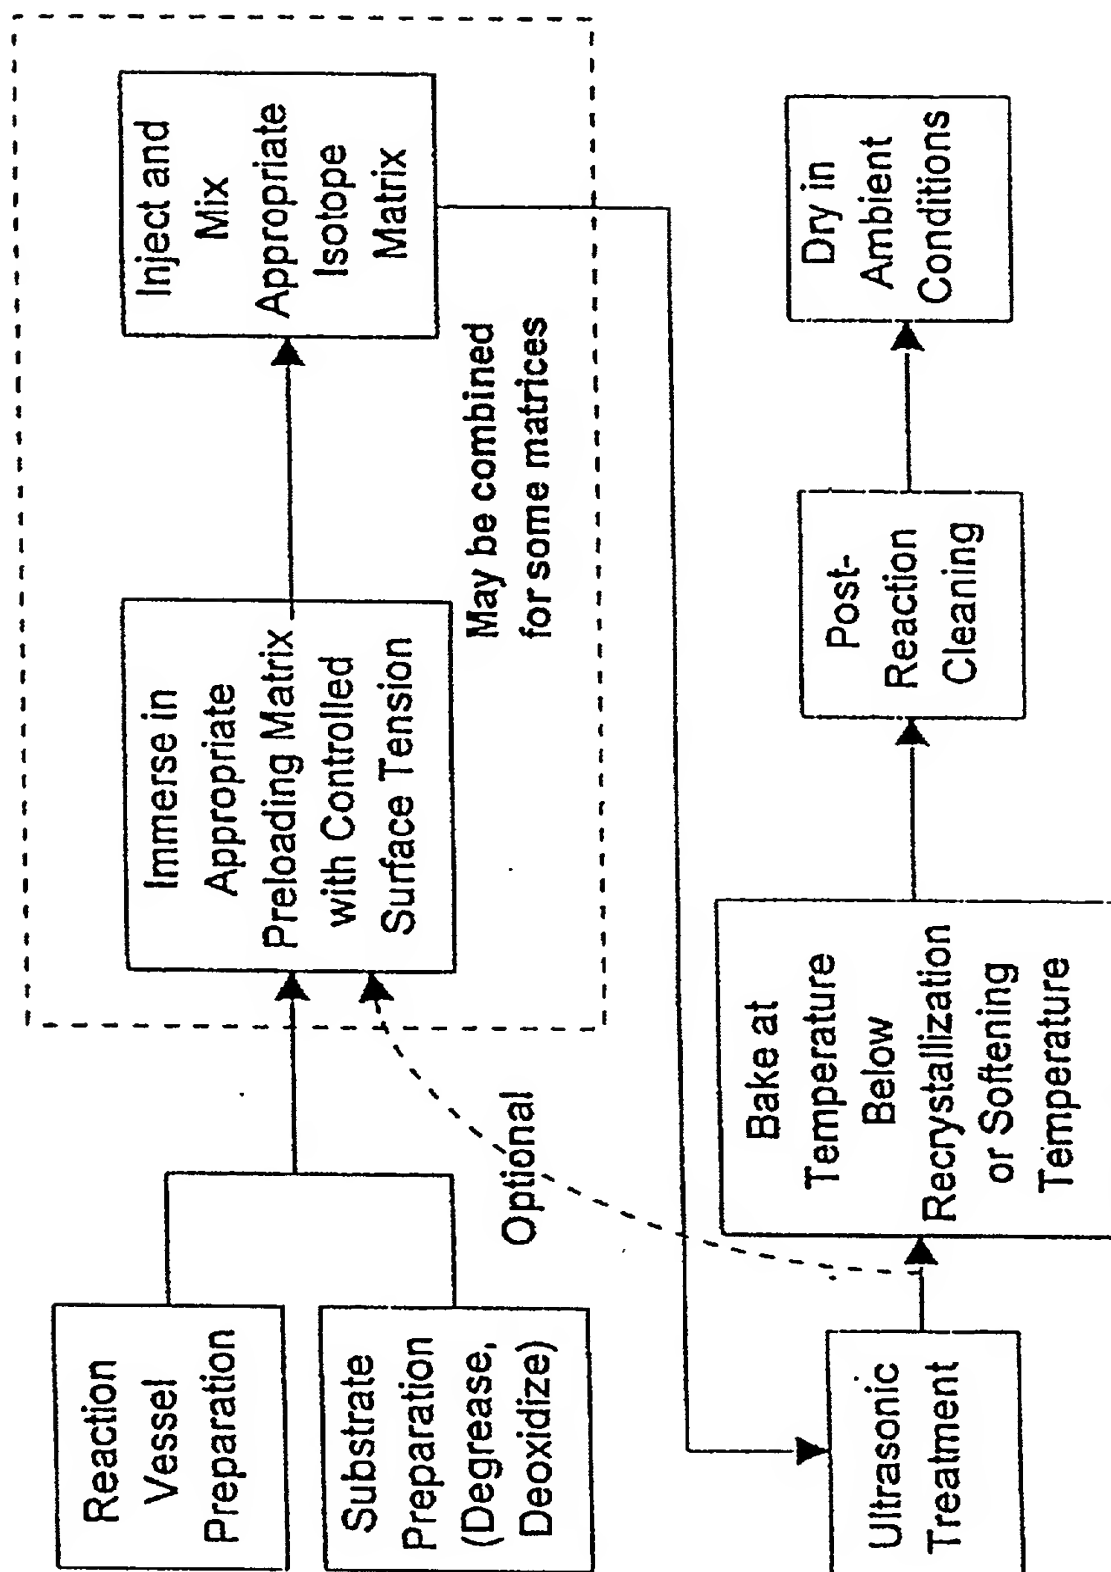 Reaction
Vessel
Preparation
Substrate
Preparation
(Degrease,
Deoxidize)
Immerse in
Appropriate
Preloading Matrix
with Controlled
Surface Tension
Inject and
Mix
Appropriate
Isotope
Matrix
May be combined
for some matrices
Optional
Ultrasonic
Treatment
Bake at
Temperature
Below
Recrystallization
or Softening
Temperature
Post-
Reaction
Cleaning
Dry in
Ambient
Conditions